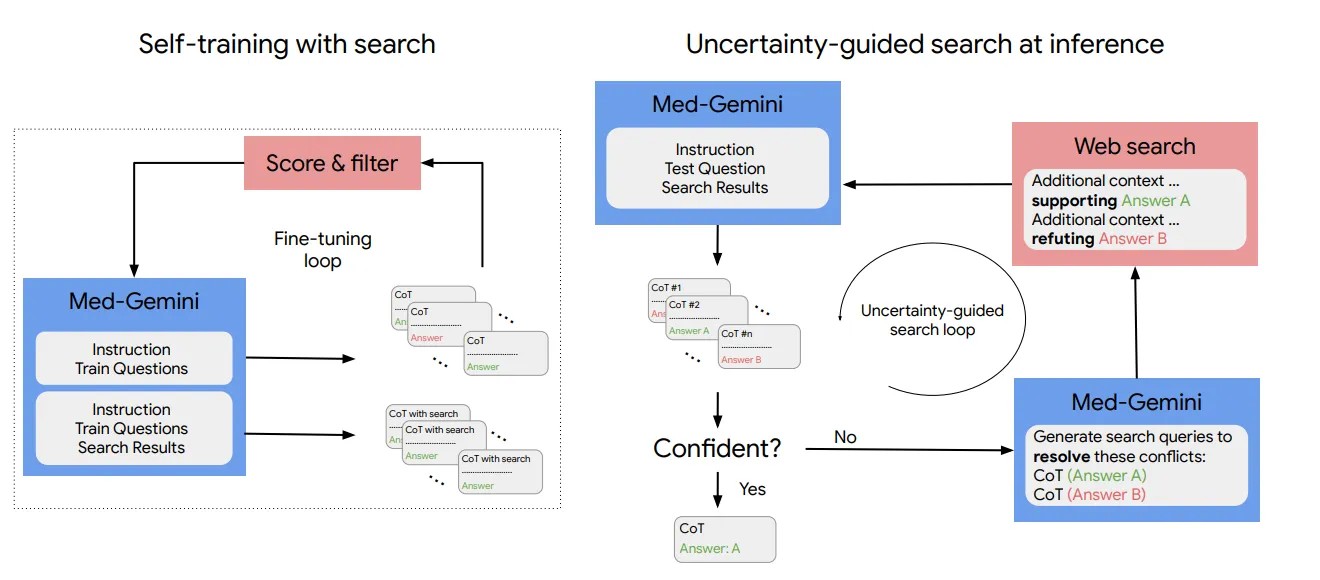 Self-training with search
Score & filter
Fine-tuning
loop
Med-Gemini
Instruction
Train Questions
Instruction
Train Questions
Search Results
CoT
An
CoT
Answer
CoT
Answer
CoT with search
An
CoT with search
Answer
CoT with search
Answer
Uncertainty-guided search at inference
Med-Gemini
Instruction
Test Question
Search Results
CoT #1
Ans
CoT #2
Answer A
CoT #n
Answer B
Confident?
No
Yes
CoT
Answer: A
Uncertainty-guided
search loop
Web search
Additional context ...
supporting Answer A
Additional context ...
refuting Answer B
Med-Gemini
Generate search queries to
resolve these conflicts:
CoT (Answer A)
CoT (Answer B)